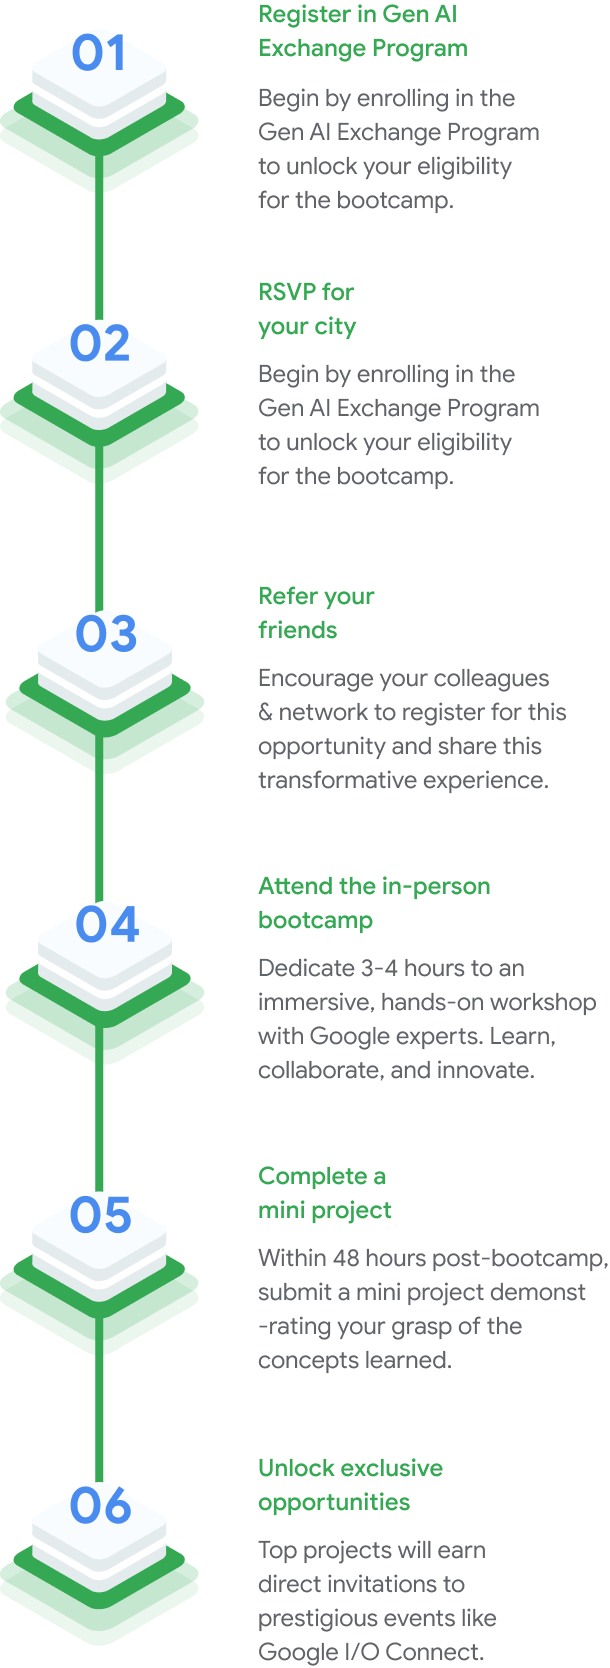 01
Register in Gen AI
Exchange Program
Begin by enrolling in the
Gen AI Exchange Program
to unlock your eligibility
for the bootcamp.
02
RSVP for
your city
Begin by enrolling in the
Gen AI Exchange Program
to unlock your eligibility
for the bootcamp.
03
Refer your
friends
Encourage your colleagues
& network to register for this
opportunity and share this
transformative experience.
04
Attend the in-person
bootcamp
Dedicate 3-4 hours to an
immersive, hands-on workshop
with Google experts. Learn,
collaborate, and innovate.
05
Complete a
mini project
Within 48 hours post-bootcamp,
submit a mini project demonst
-rating your grasp of the
concepts learned.
06
Unlock exclusive
opportunities
Top projects will earn
direct invitations to
prestigious events like
Google I/O Connect.